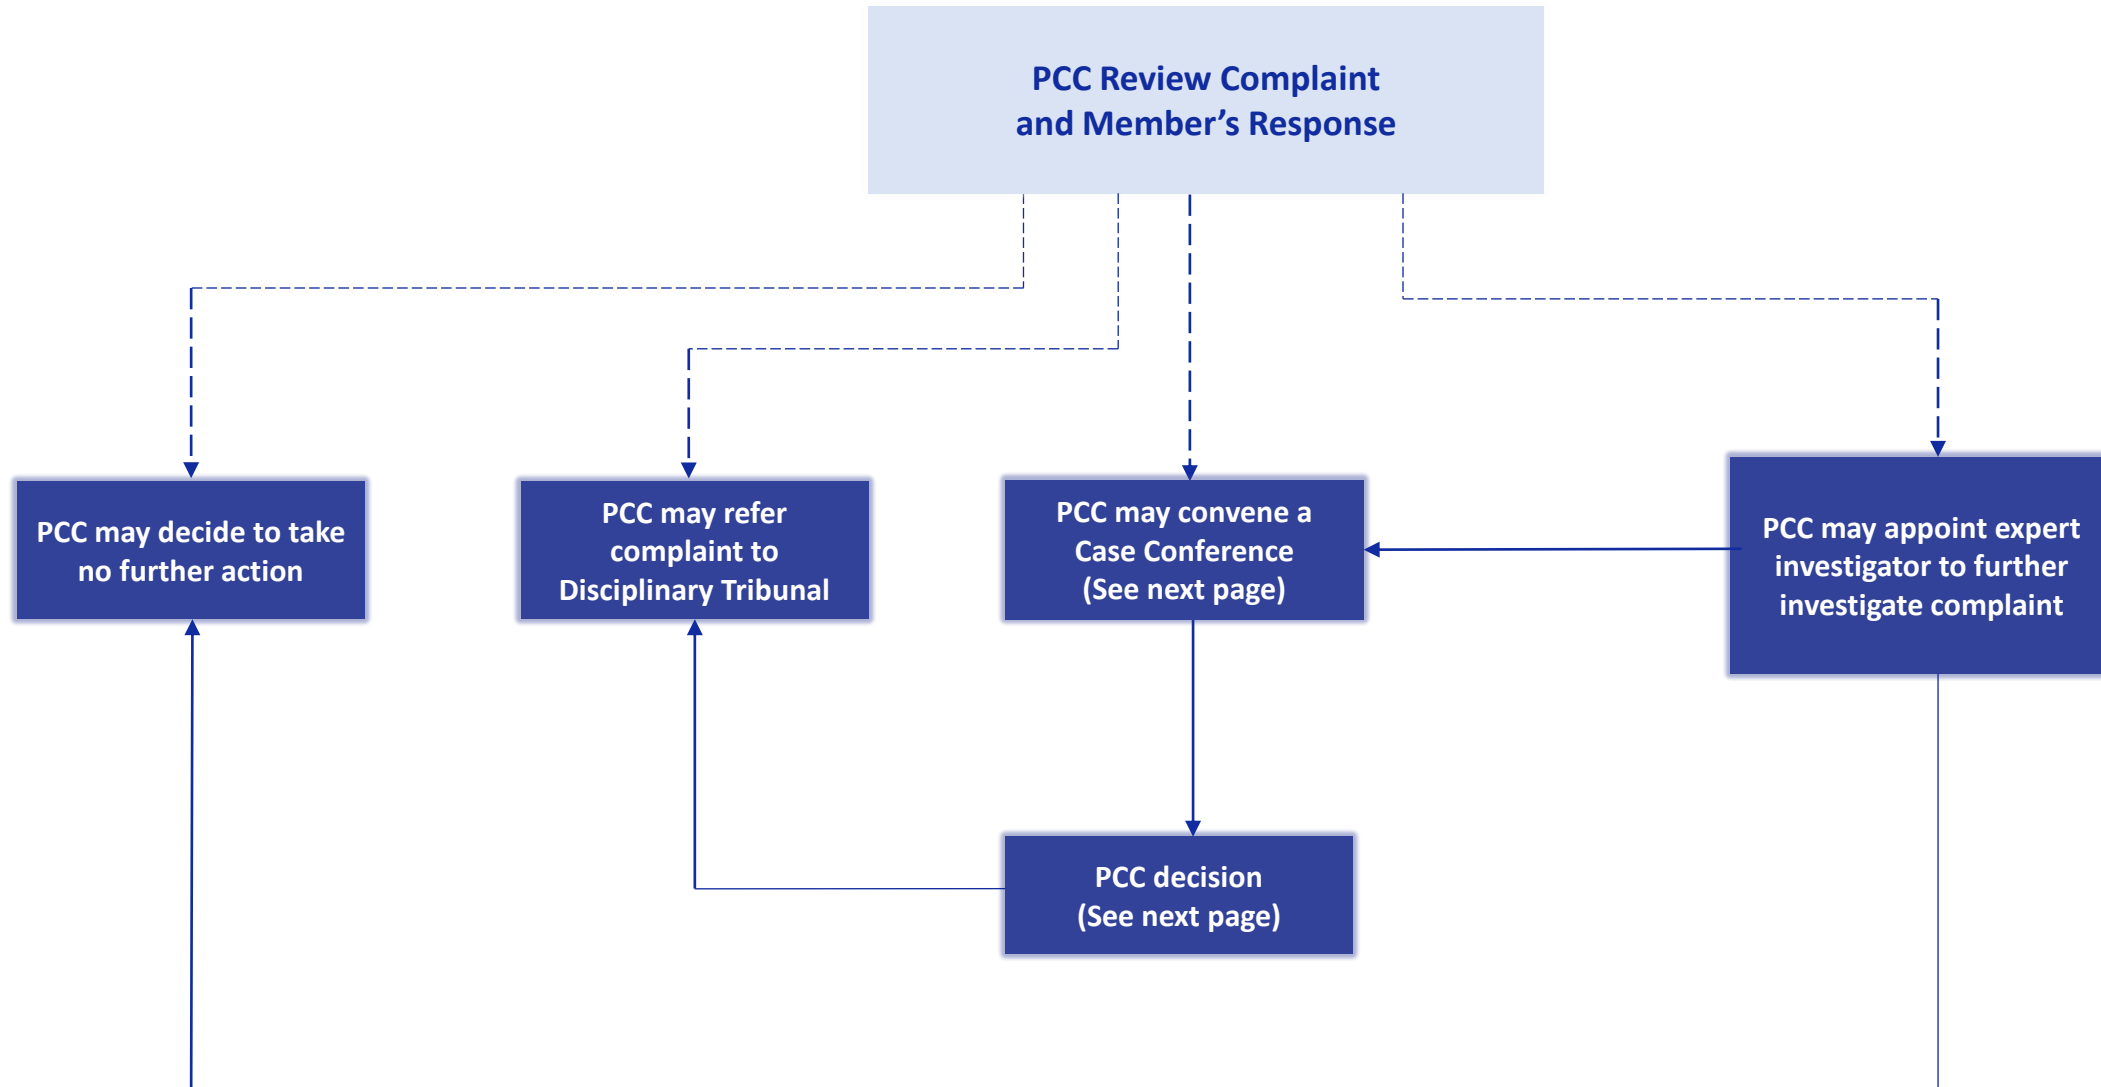 PCC Review Complaint
and Member’s Response
PCC may decide to take
no further action
PCC may refer
complaint to
Disciplinary Tribunal
PCC may convene a
Case Conference
(See next page)
PCC may appoint expert
investigator to further
investigate complaint
PCC decision
(See next page)